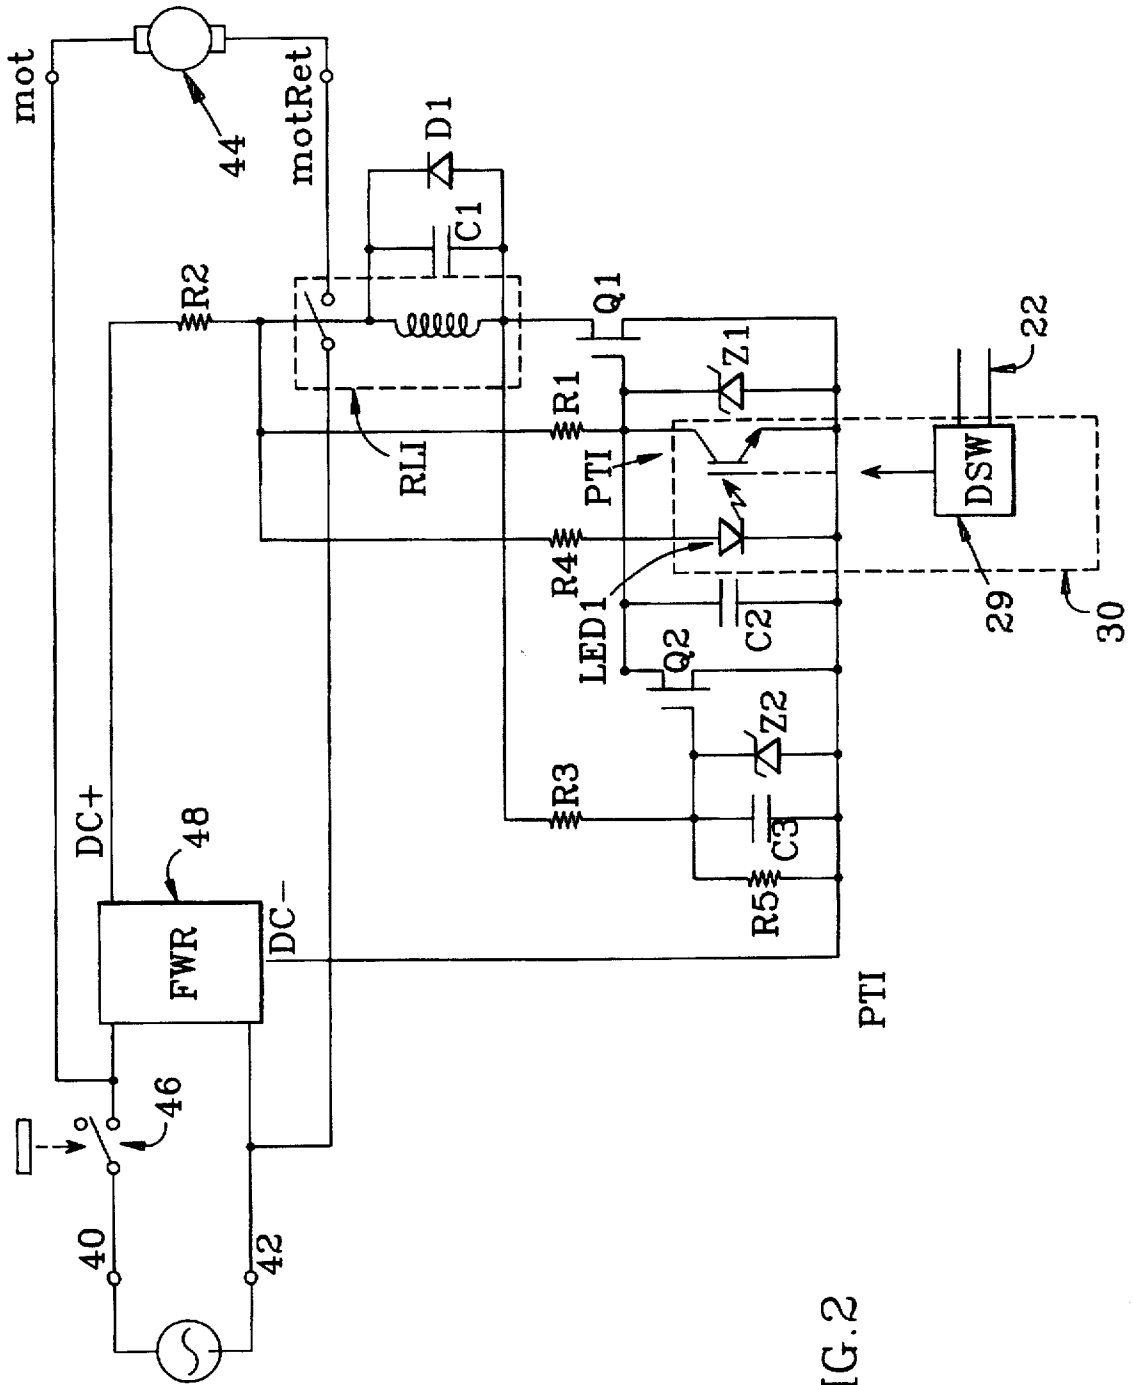 mot
44
motRet
D1
C1
R2
Q1
Z1
22
R1
RLI
PTI
DSW
R4
LED1
C2
29
30
Q2
Z2
R3
C3
R5
DC+
48
FWR
DC-
PTI
46
40
42
IG.2